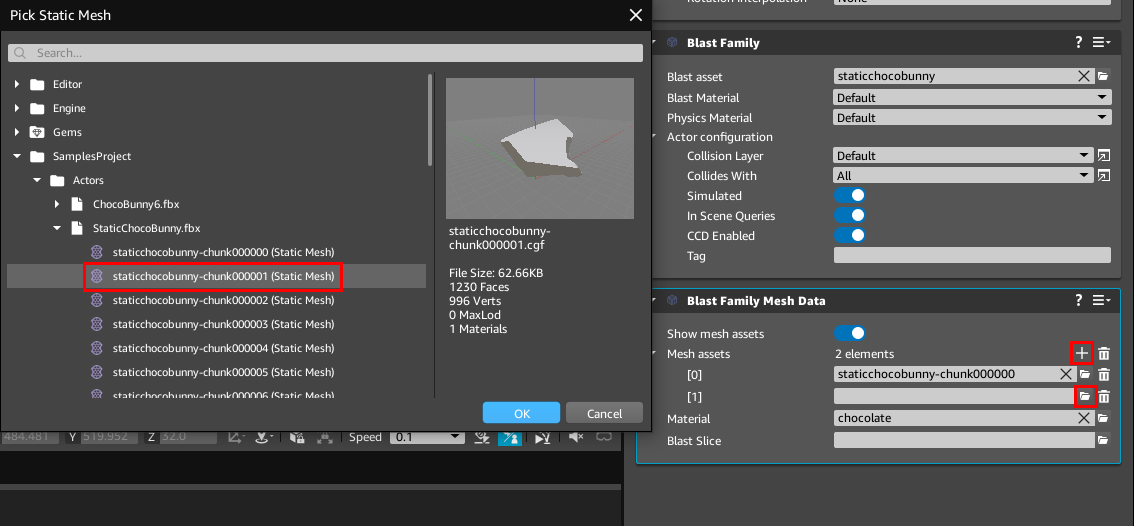 Pick Static Mesh
Search...
Editor
Engine
Gems
SamplesProject
Actors
ChocoBunny6.fbx
StaticChocoBunny.fbx
staticchocobunny-chunk000000 (Static Mesh)
staticchocobunny-chunk000001 (Static Mesh)
staticchocobunny-chunk000002 (Static Mesh)
staticchocobunny-chunk000003 (Static Mesh)
staticchocobunny-chunk000004 (Static Mesh)
staticchocobunny-chunk000005 (Static Mesh)
staticchocobunny-chunk000006 (Static Mesh)
staticchocobunny-
chunk000001.cgf
File Size: 62.66KB
1230 Faces
996 Verts
0 MaxLod
1 Materials
OK Cancel
484.481 Y 519.952 Z 32.0 Speed 0.1
Rotation Interpolation None
Blast Family ?
Blast asset staticchocobunny
Blast Material Default
Physics Material Default
Actor configuration
Collision Layer Default
Collides With All
Simulated
In Scene Queries
CCD Enabled
Tag
Blast Family Mesh Data ?
Show mesh assets
Mesh assets 2 elements
[0] staticchocobunny-chunk000000
[1]
Material chocolate
Blast Slice